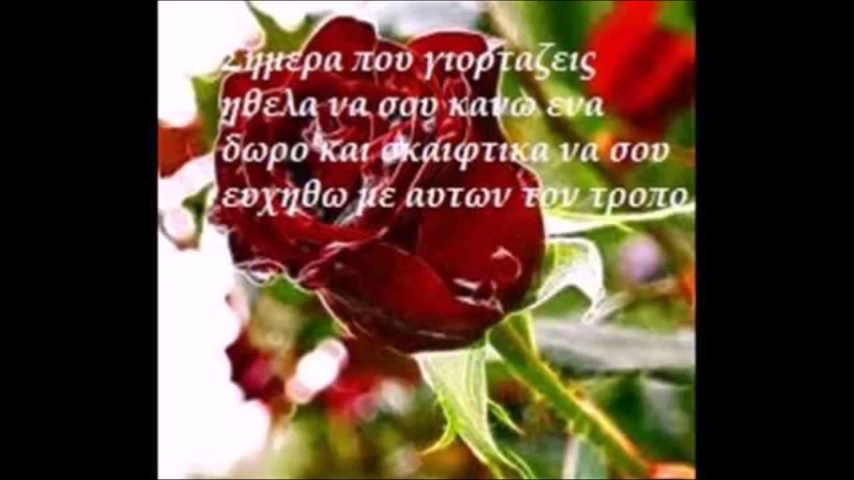 Σημερα που γιορταζεις
ηθελα να σου κανω ενα
δωρο και σκαιφτικα να σου
ευχηθω με αυτων τον τροπο